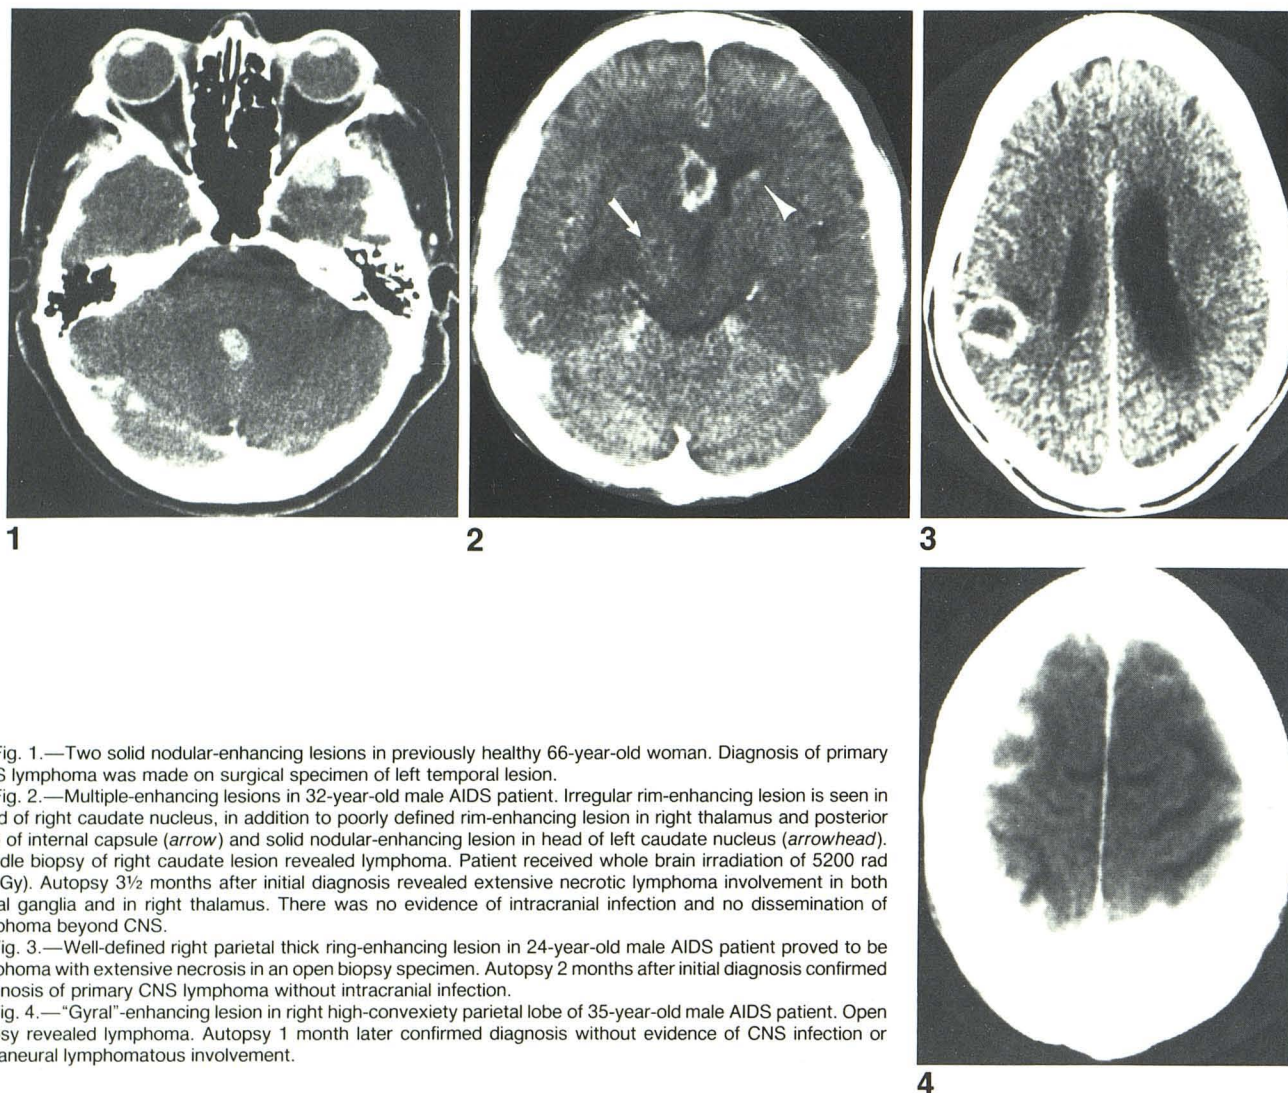 1
2
3
Fig. 1.—Two solid nodular-enhancing lesions in previously healthy 66-year-old woman. Diagnosis of primary
S lymphoma was made on surgical specimen of left temporal lesion.
Fig. 2.—Multiple-enhancing lesions in 32-year-old male AIDS patient. Irregular rim-enhancing lesion is seen in
d of right caudate nucleus, in addition to poorly defined rim-enhancing lesion in right thalamus and posterior
of internal capsule (arrow) and solid nodular-enhancing lesion in head of left caudate nucleus (arrowhead).
dle biopsy of right caudate lesion revealed lymphoma. Patient received whole brain irradiation of 5200 rad
Gy). Autopsy 3½ months after initial diagnosis revealed extensive necrotic lymphoma involvement in both
al ganglia and in right thalamus. There was no evidence of intracranial infection and no dissemination of
phoma beyond CNS.
Fig. 3.—Well-defined right parietal thick ring-enhancing lesion in 24-year-old male AIDS patient proved to be
phoma with extensive necrosis in an open biopsy specimen. Autopsy 2 months after initial diagnosis confirmed
gnosis of primary CNS lymphoma without intracranial infection.
Fig. 4.—"Gyral"-enhancing lesion in right high-convexiety parietal lobe of 35-year-old male AIDS patient. Open
psy revealed lymphoma. Autopsy 1 month later confirmed diagnosis without evidence of CNS infection or
aneural lymphomatous involvement.
4